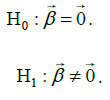 H₀ : β⃗ = 0⃗.
H₁ : β⃗ ≠ 0⃗.